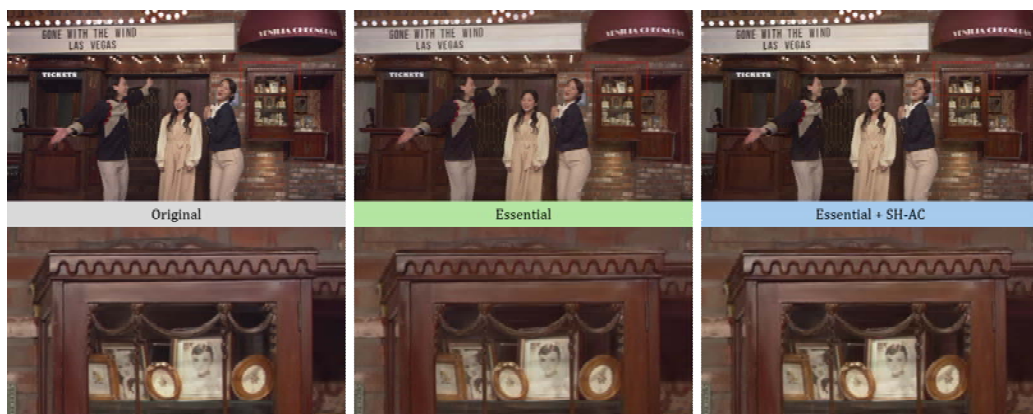 GONE WITH THE WIND
LAS VEGAS
TICKETS
GONE WITH THE WIND
LAS VEGAS
TICKETS
GONE WITH THE WIND
LAS VEGAS
TICKETS
Original
Essential
Essential + SH-AC